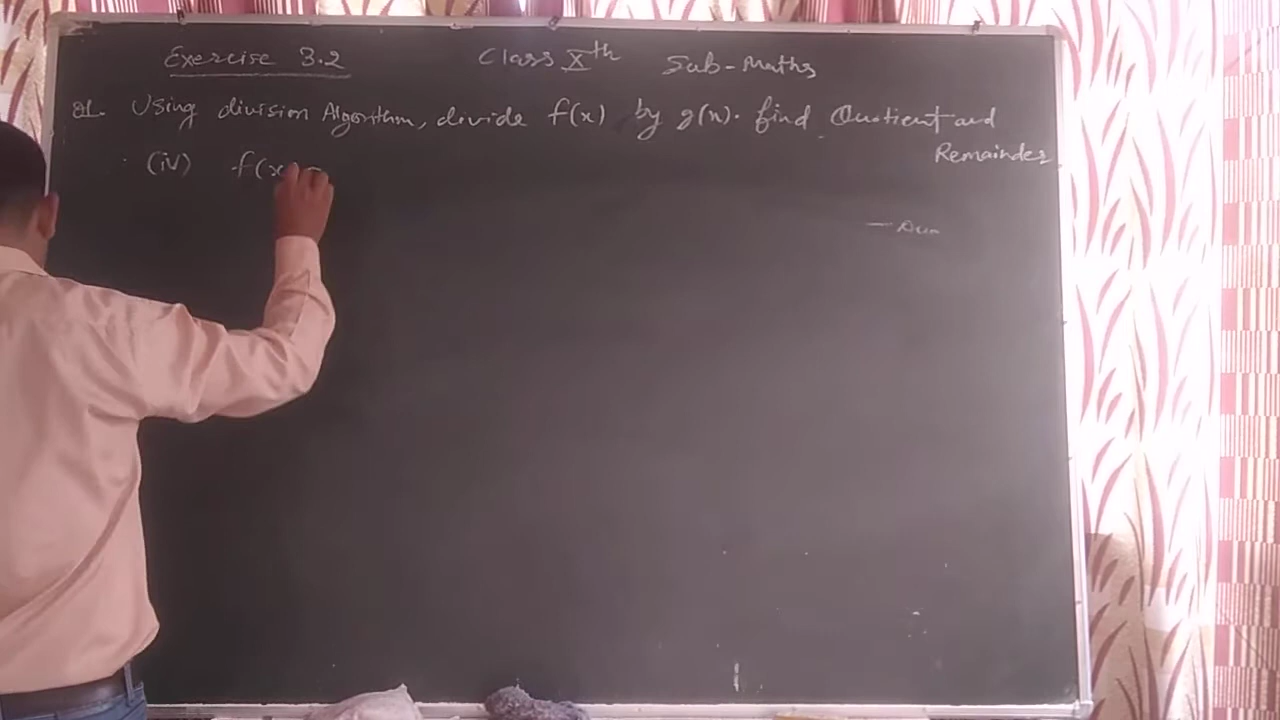 Exercise 3.2 Class Xth Sub-Maths
Q1. Using division Algorithm, divide f(x) by g(x). find Quotient and
Remainder
(iv) f(x) =